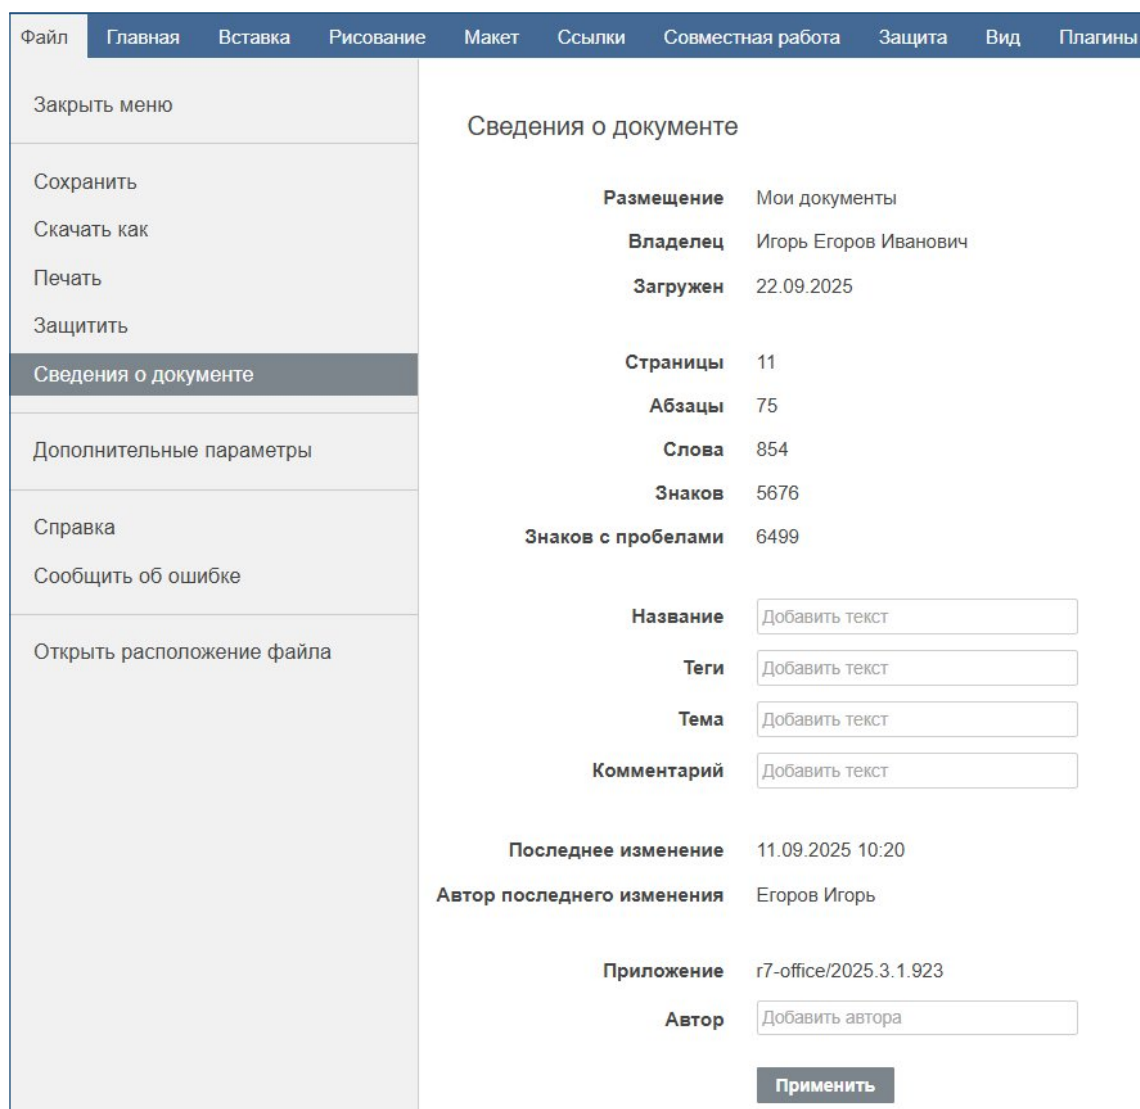 Файл Главная Вставка Рисование Макет Ссылки Совместная работа Защита Вид Плагины
Закрыть меню
Сохранить
Скачать как
Печать
Защитить
Сведения о документе
Дополнительные параметры
Справка
Сообщить об ошибке
Открыть расположение файла
Сведения о документе
Размещение Мои документы
Владелец Игорь Егоров Иванович
Загружен 22.09.2025
Страницы 11
Абзацы 75
Слова 854
Знаков 5676
Знаков с пробелами 6499
Название Добавить текст
Теги Добавить текст
Тема Добавить текст
Комментарий Добавить текст
Последнее изменение 11.09.2025 10:20
Автор последнего изменения Егоров Игорь
Приложение r7-office/2025.3.1.923
Автор Добавить автора
Применить